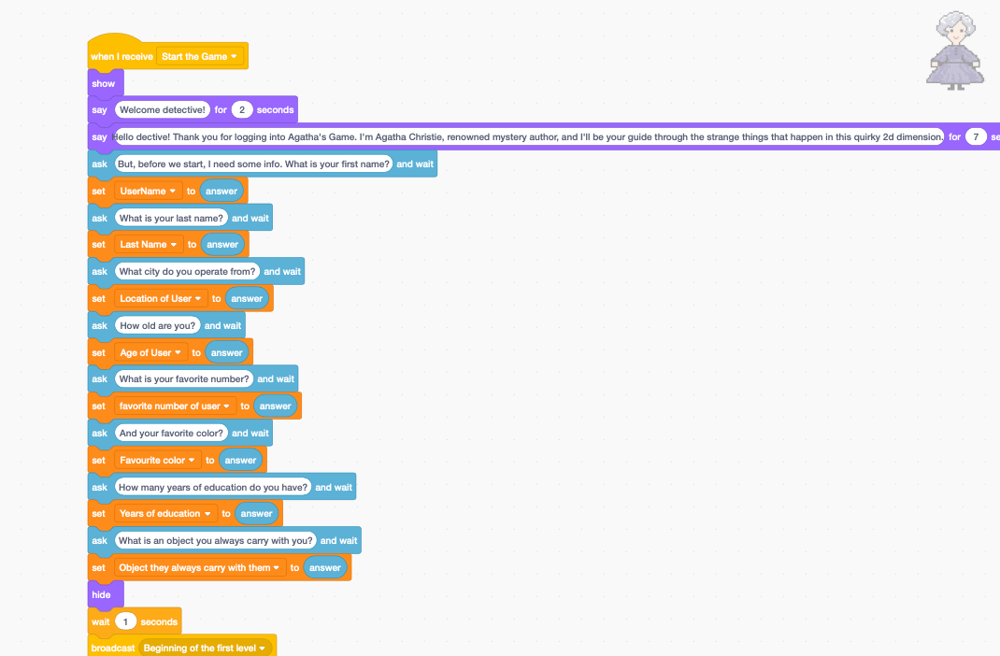 when I receive Start the Game
show
say Welcome detective! for 2 seconds
say Hello dective! Thank you for logging into Agatha's Game. I'm Agatha Christie, renowned mystery author, and I'll be your guide through the strange things that happen in this quirky 2d dimension. for 7 se
ask But, before we start, I need some info. What is your first name? and wait
set UserName to answer
ask What is your last name? and wait
set Last Name to answer
ask What city do you operate from? and wait
set Location of User to answer
ask How old are you? and wait
set Age of User to answer
ask What is your favorite number? and wait
set favorite number of user to answer
ask And your favorite color? and wait
set Favourite color to answer
ask How many years of education do you have? and wait
set Years of education to answer
ask What is an object you always carry with you? and wait
set Object they always carry with them to answer
hide
wait 1 seconds
broadcast Beginning of the first level